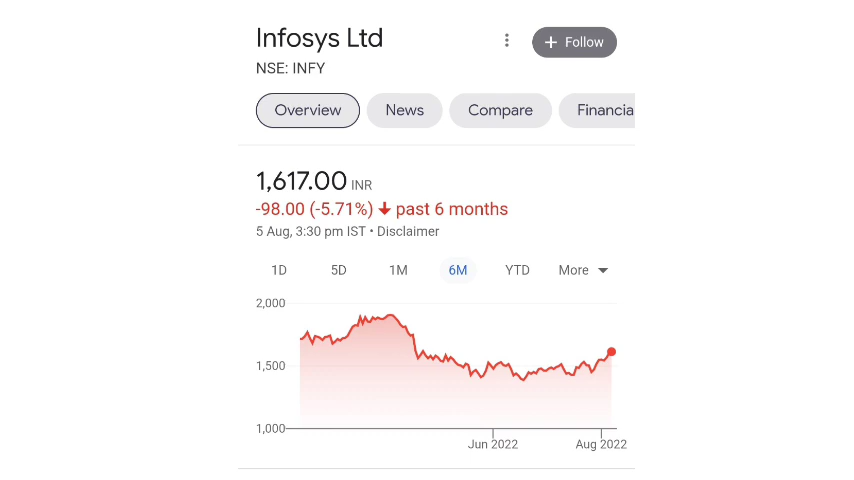 Infosys Ltd
+ Follow
NSE: INFY
Overview News Compare Financia
1,617.00 INR
-98.00 (-5.71%) ↓ past 6 months
5 Aug, 3:30 pm IST • Disclaimer
1D 5D 1M 6M YTD More
2,000
1,500
1,000
Jun 2022 Aug 2022